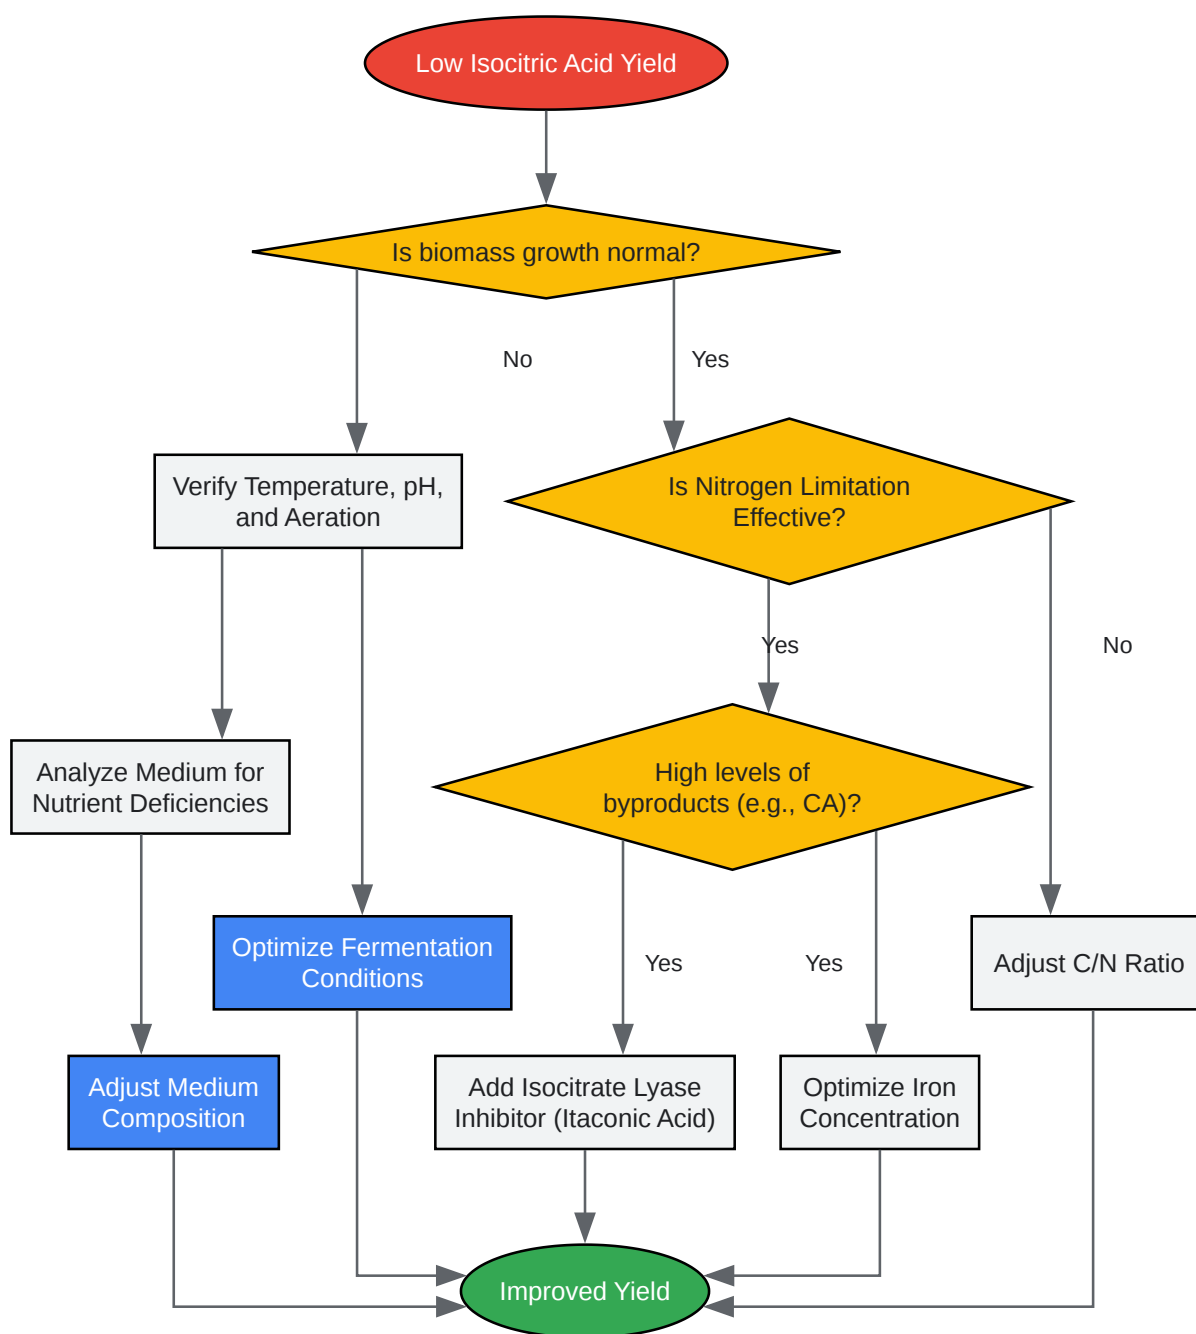 Low Isocitric Acid Yield
Is biomass growth normal?
No
Yes
Verify Temperature, pH,
and Aeration
Is Nitrogen Limitation
Effective?
Yes
No
Analyze Medium for
Nutrient Deficiencies
High levels of
byproducts (e.g., CA)?
Optimize Fermentation
Conditions
Yes
Yes
Adjust C/N Ratio
Adjust Medium
Composition
Add Isocitrate Lyase
Inhibitor (Itaconic Acid)
Optimize Iron
Concentration
Improved Yield